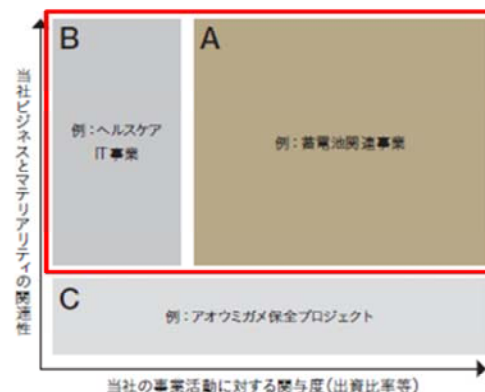 B
A
例：ヘルスケア
IT事業
例：蓄電池関連事業
C
例：アオウミガメ保全プロジェクト
当社ビジネスとマテリアリティの関連性
当社の事業活動に対する関与度（出資比率等）